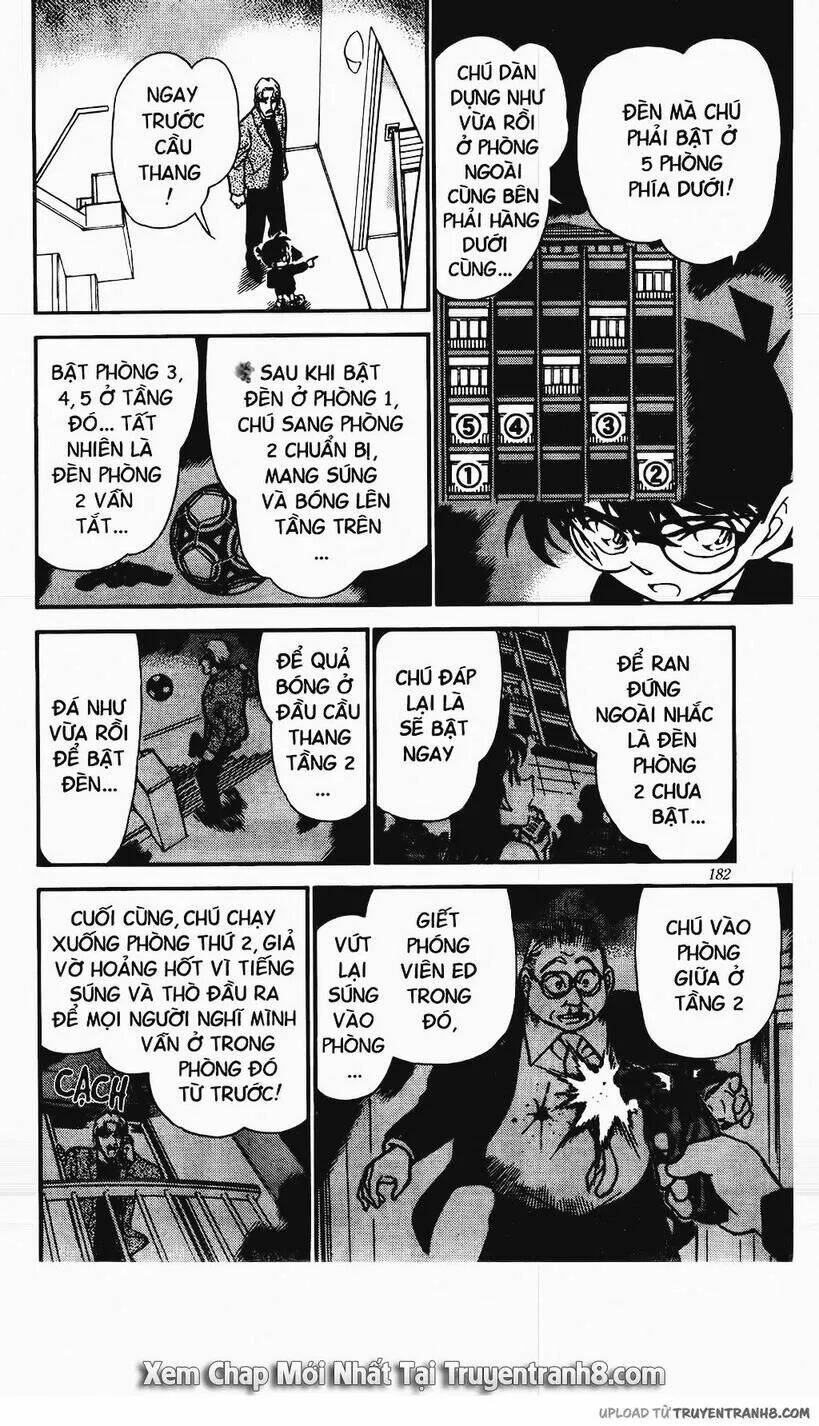 ĐÈN MÀ CHÚ
PHẢI BẬT Ở
5 PHÒNG
PHÍA DƯỚI!
CHÚ DÀN
DỰNG NHƯ
VỪA RỒI
Ở PHÒNG
NGOÀI
CÙNG BÊN
PHẢI HÀNG
DƯỚI
CÙNG...
⑤ ④ ③
① ②
NGAY
TRƯỚC
CẦU
THANG
!
SAU KHI BẬT
ĐÈN Ở PHÒNG 1,
CHÚ SANG PHÒNG
2 CHUẨN BỊ,
MANG SÚNG
VÀ BÓNG LÊN
TẦNG TRÊN
...
BẬT PHÒNG 3,
4, 5 Ở TẦNG
ĐÓ... TẤT
NHIÊN LÀ
ĐÈN PHÒNG
2 VẪN
TẮT...
ĐỂ RAN
ĐỨNG
NGOÀI NHẮC
LÀ ĐÈN
PHÒNG
2 CHƯA
BẬT...
CHÚ ĐÁP
LẠI LÀ
SẼ BẬT
NGAY
ĐỂ QUẢ
BÓNG Ở
ĐẦU CẦU
THANG
TẦNG 2
...
ĐÁ NHƯ
VỪA RỒI
ĐỂ BẬT
ĐÈN...
182
CHÚ VÀO
PHÒNG
GIỮA Ở
TẦNG 2
GIẾT
PHÓNG
VIÊN ED
TRONG
ĐÓ,
VỨT
LẠI
SÚNG
VÀO
PHÒNG
...
CUỐI CÙNG, CHÚ CHẠY
XUỐNG PHÒNG THỨ 2, GIẢ
VỜ HOẢNG HỐT VÌ TIẾNG
SÚNG VÀ THÒ ĐẦU RA
ĐỂ MỌI NGƯỜI NGHĨ MÌNH
VẪN Ở TRONG
PHÒNG ĐÓ
TỪ TRƯỚC!
CẠCH
Xem Chap Mới Nhất Tại Truyentranh8.com
UPLOAD TỪ TRUYENTRANH8.COM